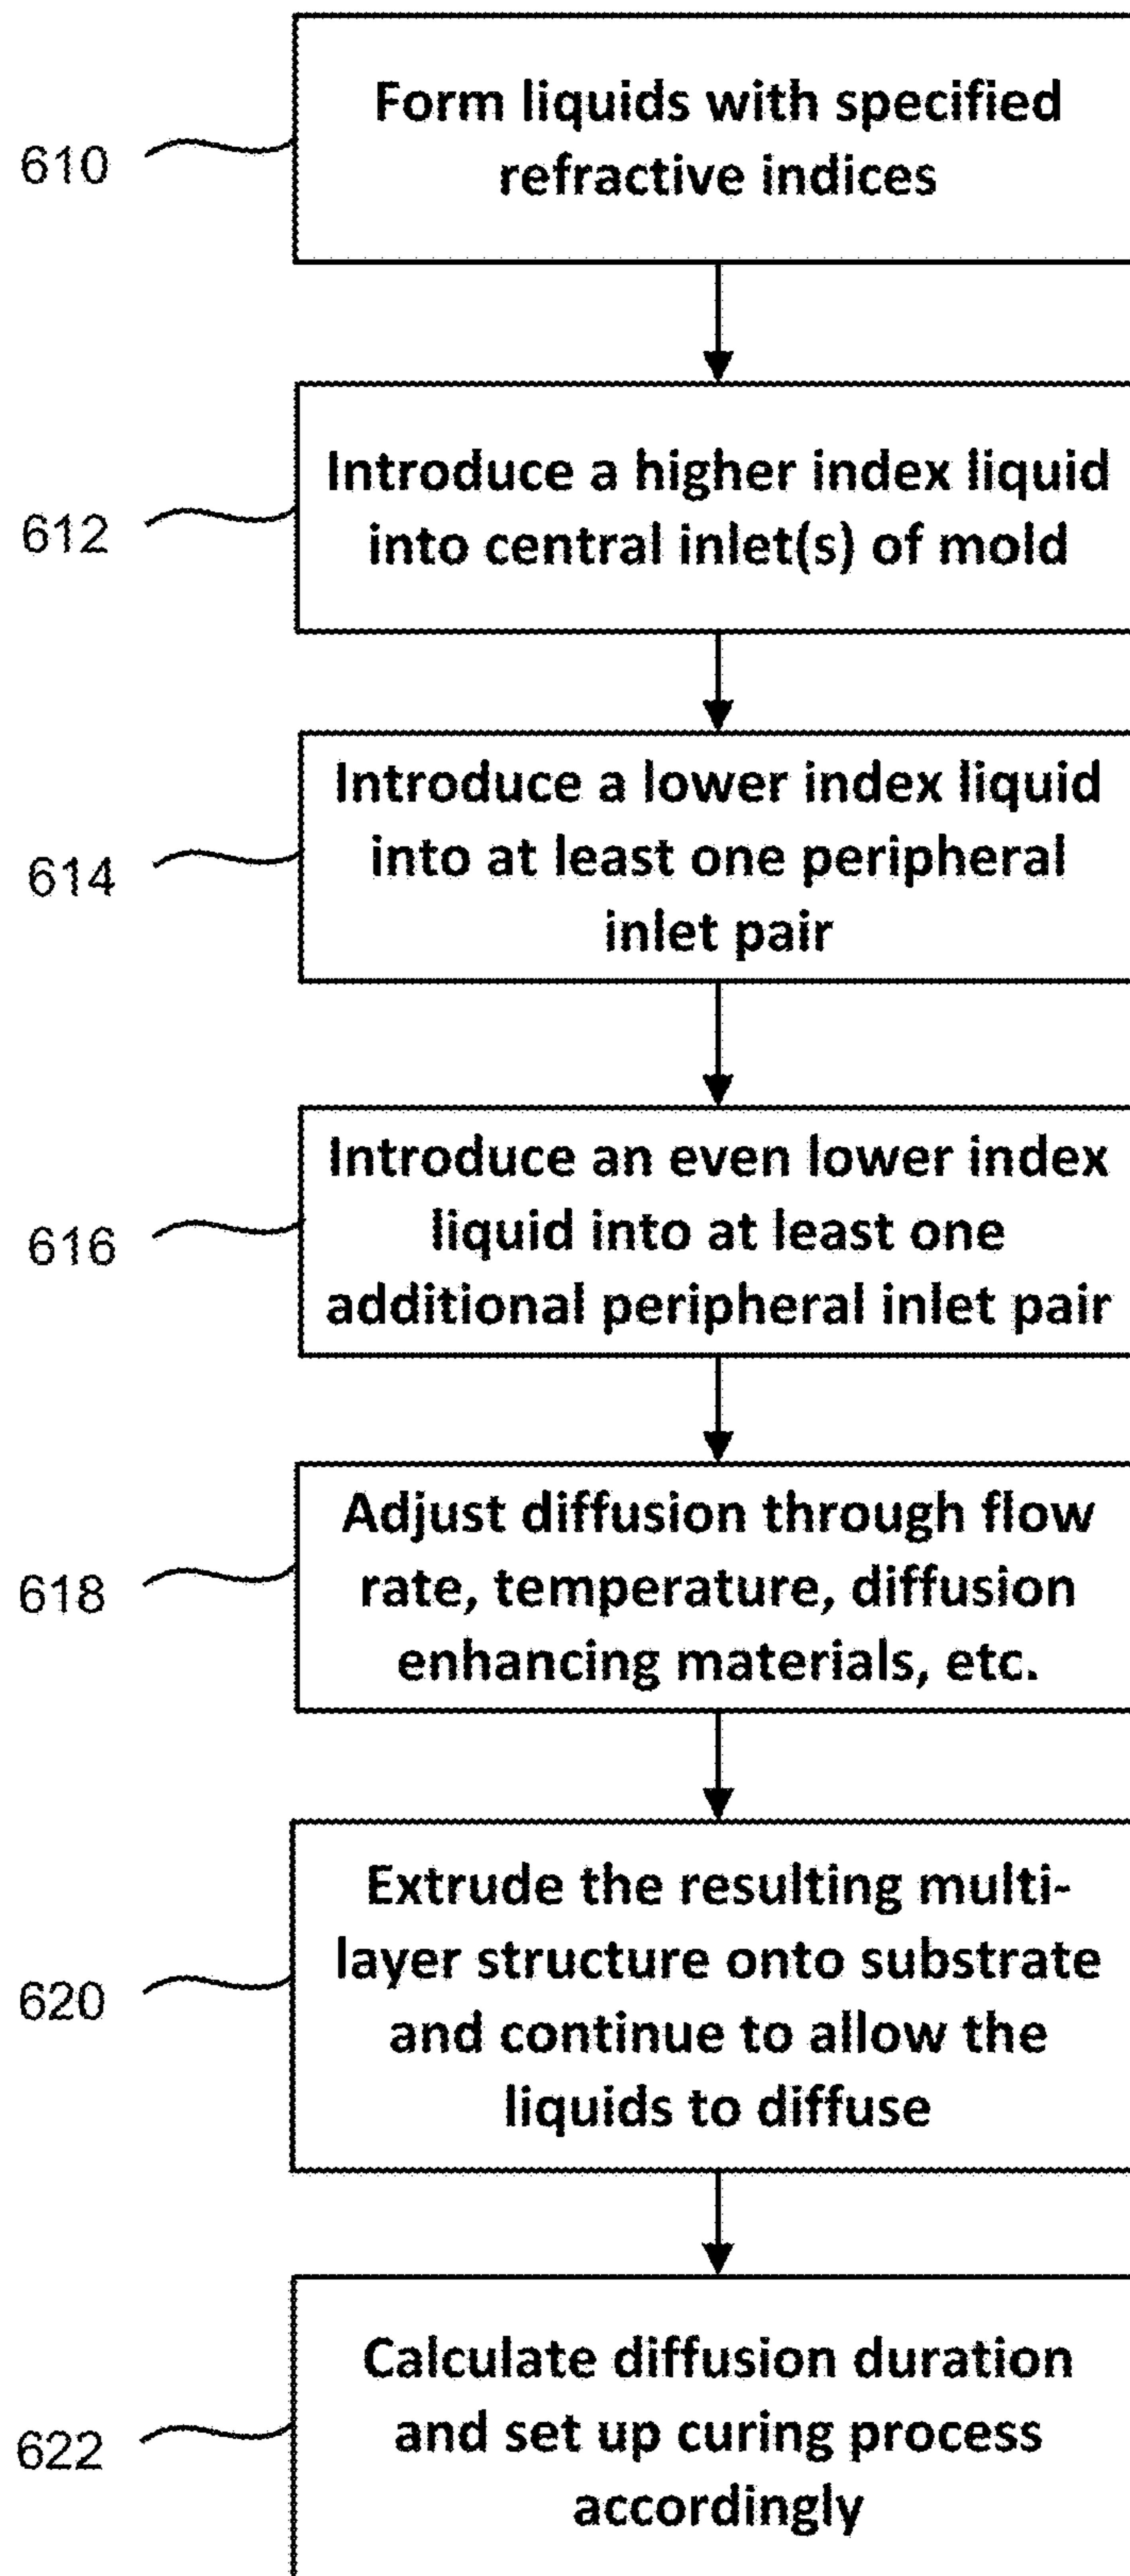 610
Form liquids with specified
refractive indices
612
Introduce a higher index liquid
into central inlet(s) of mold
614
Introduce a lower index liquid
into at least one peripheral
inlet pair
616
Introduce an even lower index
liquid into at least one
additional peripheral inlet pair
618
Adjust diffusion through flow
rate, temperature, diffusion
enhancing materials, etc.
620
Extrude the resulting multi-
layer structure onto substrate
and continue to allow the
liquids to diffuse
622
Calculate diffusion duration
and set up curing process
accordingly